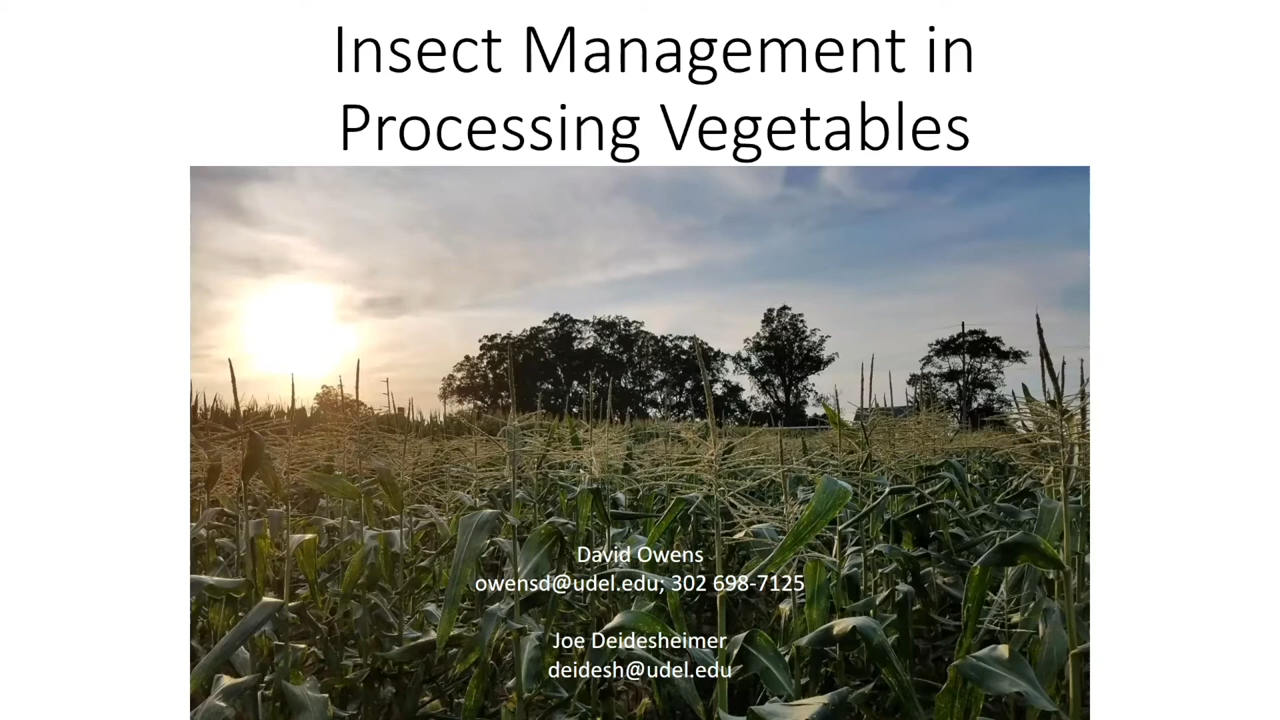 Insect Management in
Processing Vegetables
David Owens
owensd@udel.edu; 302 698-7125
Joe Deidesheimer
deidesh@udel.edu